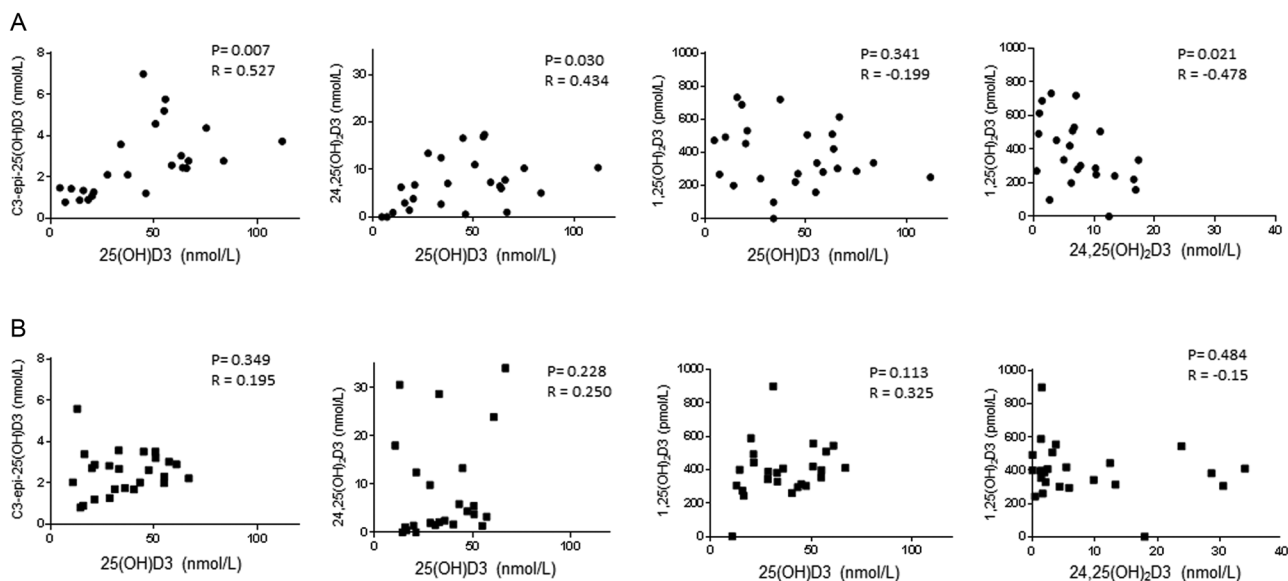 A
P= 0.007
R = 0.527
C3-epi-25(OH)D3 (nmol/L)
8
6
4
2
0
0
50
100
25(OH)D3 (nmol/L)
P= 0.030
R = 0.434
24,25(OH)₂D3 (nmol/L)
30
20
10
0
0
50
100
25(OH)D3 (nmol/L)
P= 0.341
R = -0.199
1,25(OH)₂D3 (pmol/L)
1000
800
600
400
200
0
0
50
100
25(OH)D3 (nmol/L)
P= 0.021
R = -0.478
1,25(OH)₂D3 (pmol/L)
1000
800
600
400
200
0
0
10
20
30
40
24,25(OH)₂D3 (nmol/L)
B
P= 0.349
R = 0.195
C3-epi-25(OH)D3 (nmol/L)
8
6
4
2
0
0
50
100
25(OH)D3 (nmol/L)
P= 0.228
R = 0.250
24,25(OH)₂D3 (nmol/L)
30
20
10
0
0
50
100
25(OH)D3 (nmol/L)
P= 0.113
R = 0.325
1,25(OH)₂D3 (pmol/L)
1000
800
600
400
200
0
0
50
100
25(OH)D3 (nmol/L)
P= 0.484
R = -0.15
1,25(OH)₂D3 (pmol/L)
1000
800
600
400
200
0
0
10
20
30
40
24,25(OH)₂D3 (nmol/L)